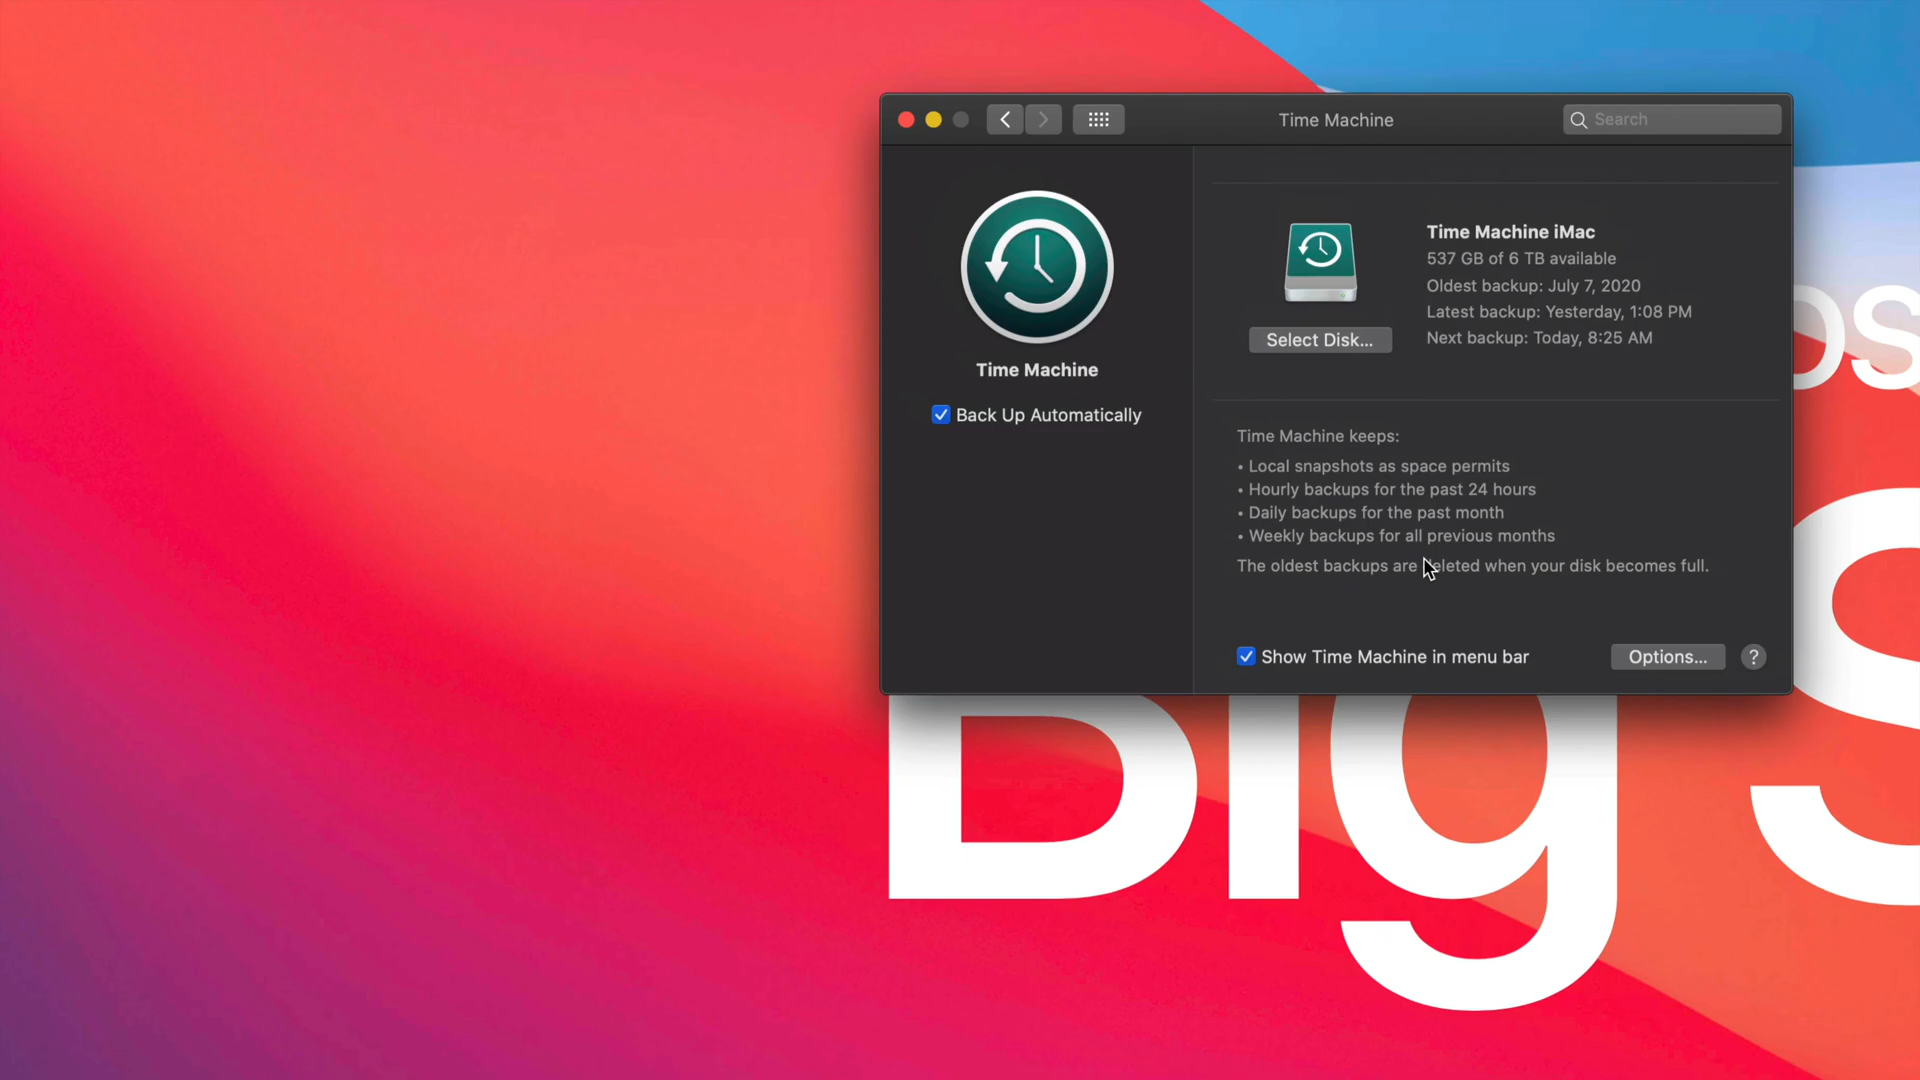 Time Machine
Search
Time Machine
Back Up Automatically
Time Machine iMac
537 GB of 6 TB available
Oldest backup: July 7, 2020
Latest backup: Yesterday, 1:08 PM
Next backup: Today, 8:25 AM
Select Disk...
Time Machine keeps:
• Local snapshots as space permits
• Hourly backups for the past 24 hours
• Daily backups for the past month
• Weekly backups for all previous months
The oldest backups are deleted when your disk becomes full.
Show Time Machine in menu bar
Options...
?
OS
Big S